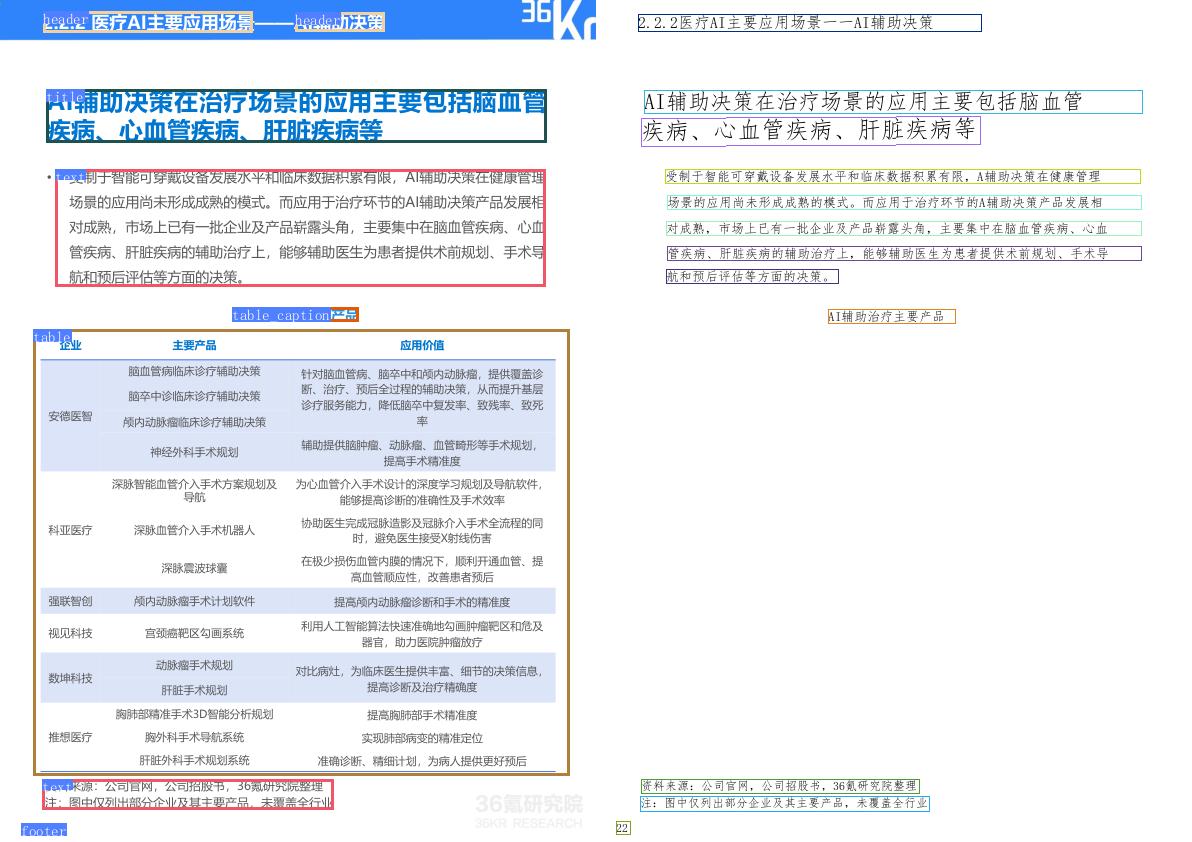 header
header
2.2.2 医疗AI主要应用场景——AI辅助决策
36Kr
title
AI辅助决策在治疗场景的应用主要包括脑血管
疾病、心血管疾病、肝脏疾病等
text
• 受制于智能可穿戴设备发展水平和临床数据积累有限，AI辅助决策在健康管理
场景的应用尚未形成成熟的模式。而应用于治疗环节的AI辅助决策产品发展相
对成熟，市场上已有一批企业及产品崭露头角，主要集中在脑血管疾病、心血
管疾病、肝脏疾病的辅助治疗上，能够辅助医生为患者提供术前规划、手术导
航和预后评估等方面的决策。
table_caption
产品
table
企业 主要产品 应用价值
安德医智
脑血管病临床诊疗辅助决策
脑卒中诊临床诊疗辅助决策
颅内动脉瘤临床诊疗辅助决策
针对脑血管病、脑卒中和颅内动脉瘤，提供覆盖诊
断、治疗、预后全过程的辅助决策，从而提升基层
诊疗服务能力，降低脑卒中复发率、致残率、致死
率
神经外科手术规划
辅助提供脑肿瘤、动脉瘤、血管畸形等手术规划，
提高手术精准度
科亚医疗
深脉智能血管介入手术方案规划及
导航
为心血管介入手术设计的深度学习规划及导航软件，
能够提高诊断的准确性及手术效率
深脉血管介入手术机器人
协助医生完成冠脉造影及冠脉介入手术全流程的同
时，避免医生接受X射线伤害
深脉震波球囊
在极少损伤血管内膜的情况下，顺利开通血管、提
高血管顺应性，改善患者预后
强联智创 颅内动脉瘤手术计划软件 提高颅内动脉瘤诊断和手术的精准度
视见科技 宫颈癌靶区勾画系统
利用人工智能算法快速准确地勾画肿瘤靶区和危及
器官，助力医院肿瘤放疗
数坤科技
动脉瘤手术规划
肝脏手术规划
对比病灶，为临床医生提供丰富、细节的决策信息，
提高诊断及治疗精确度
推想医疗
胸肺部精准手术3D智能分析规划 提高胸肺部手术精准度
胸外科手术导航系统 实现肺部病变的精准定位
肝脏外科手术规划系统 准确诊断、精细计划，为病人提供更好预后
text
来源：公司官网，公司招股书，36氪研究院整理
注：图中仅列出部分企业及其主要产品，未覆盖全行业
36氪研究院
36KR RESEARCH
footer
2.2.2医疗AI主要应用场景一一AI辅助决策
AI辅助决策在治疗场景的应用主要包括脑血管
疾病、心血管疾病、肝脏疾病等
受制于智能可穿戴设备发展水平和临床数据积累有限，A辅助决策在健康管理
场景的应用尚未形成成熟的模式。而应用于治疗环节的A辅助决策产品发展相
对成熟，市场上已有一批企业及产品崭露头角，主要集中在脑血管疾病、心血
管疾病、肝脏疾病的辅助治疗上，能够辅助医生为患者提供术前规划、手术导
航和预后评估等方面的决策。
AI辅助治疗主要产品
资料来源：公司官网，公司招股书，36氪研究院整理
注：图中仅列出部分企业及其主要产品，未覆盖全行业
22